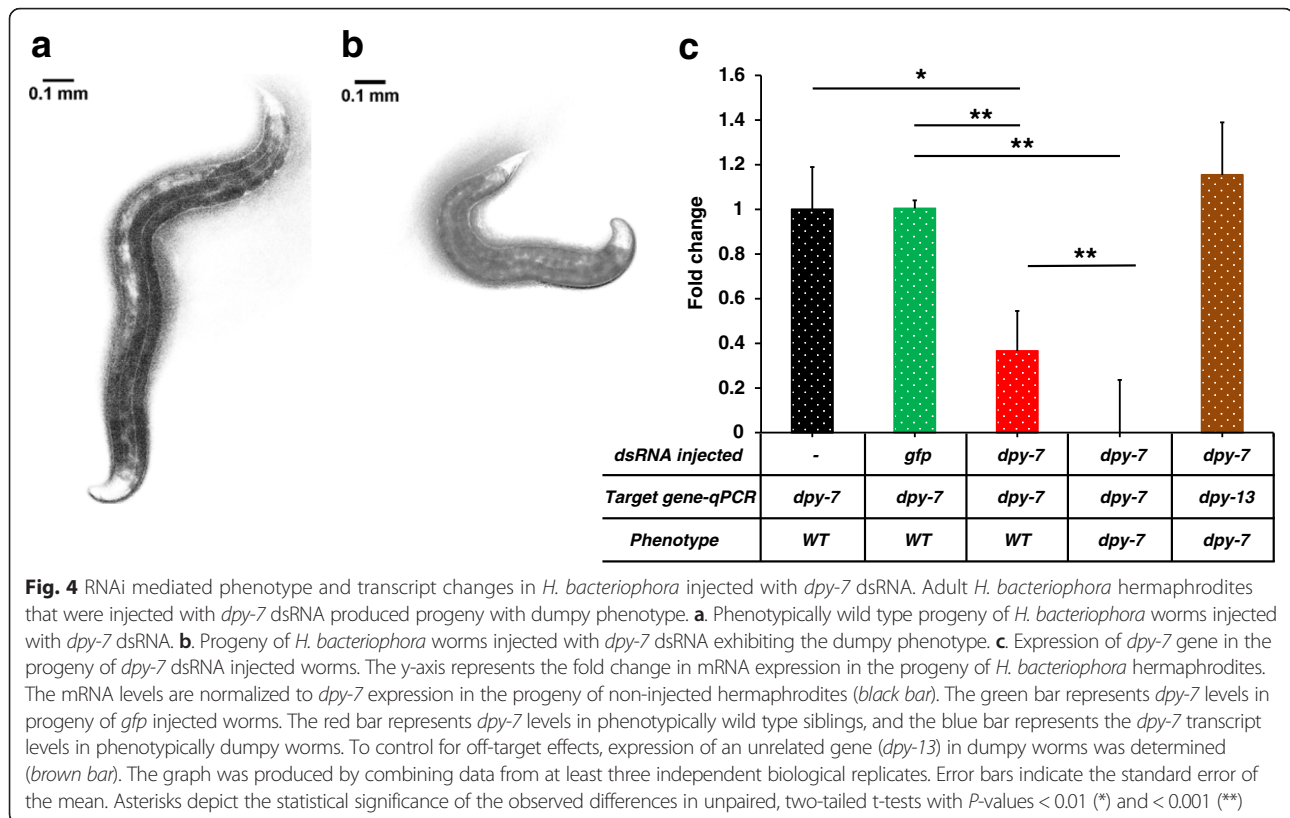 a
0.1 mm
b
0.1 mm
c
1.6
1.4
1.2
1
0.8
0.6
0.4
0.2
0
Fold change
*
**
**
**
dsRNA injected - gfp dpy-7 dpy-7 dpy-7
Target gene-qPCR dpy-7 dpy-7 dpy-7 dpy-7 dpy-13
Phenotype WT WT WT dpy-7 dpy-7
Fig. 4 RNAi mediated phenotype and transcript changes in H. bacteriophora injected with dpy-7 dsRNA. Adult H. bacteriophora hermaphrodites
that were injected with dpy-7 dsRNA produced progeny with dumpy phenotype. a. Phenotypically wild type progeny of H. bacteriophora worms injected
with dpy-7 dsRNA. b. Progeny of H. bacteriophora worms injected with dpy-7 dsRNA exhibiting the dumpy phenotype. c. Expression of dpy-7 gene in the
progeny of dpy-7 dsRNA injected worms. The y-axis represents the fold change in mRNA expression in the progeny of H. bacteriophora hermaphrodites.
The mRNA levels are normalized to dpy-7 expression in the progeny of non-injected hermaphrodites (black bar). The green bar represents dpy-7 levels in
progeny of gfp injected worms. The red bar represents dpy-7 levels in phenotypically wild type siblings, and the blue bar represents the dpy-7 transcript
levels in phenotypically dumpy worms. To control for off-target effects, expression of an unrelated gene (dpy-13) in dumpy worms was determined
(brown bar). The graph was produced by combining data from at least three independent biological replicates. Error bars indicate the standard error of
the mean. Asterisks depict the statistical significance of the observed differences in unpaired, two-tailed t-tests with P-values < 0.01 (*) and < 0.001 (**)